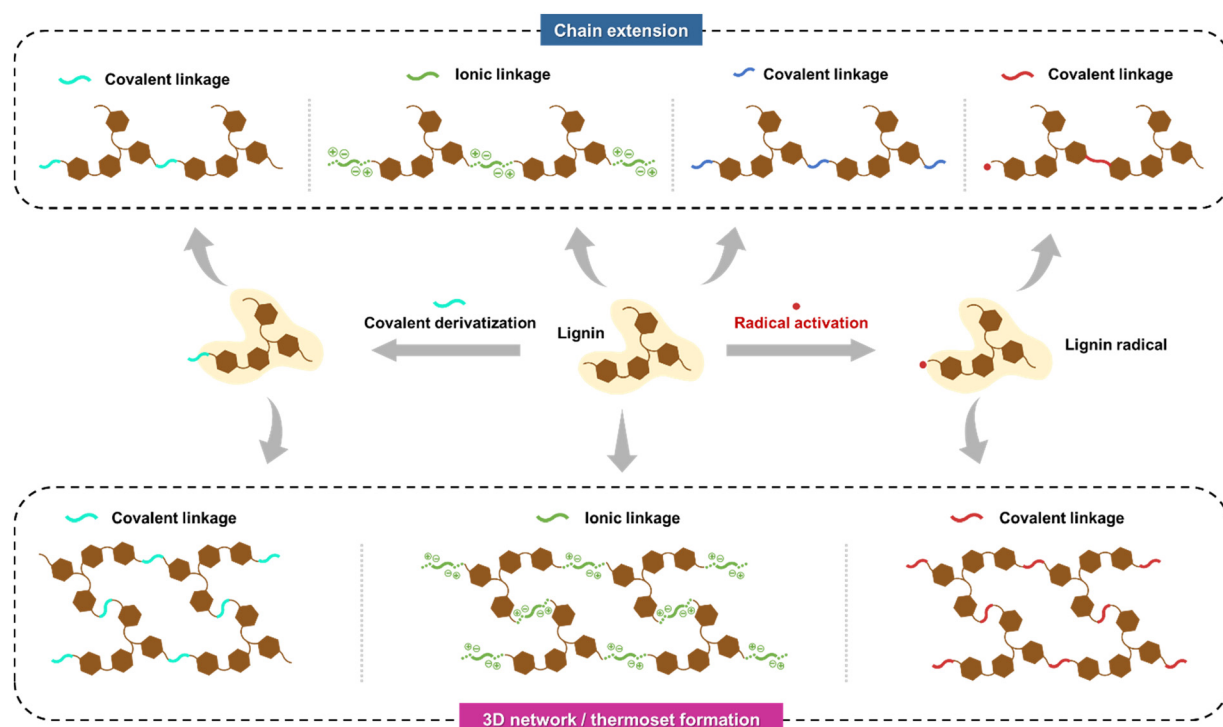 Chain extension
Covalent linkage
Ionic linkage
Covalent linkage
Covalent linkage
Covalent derivatization
Lignin
Radical activation
Lignin radical
Covalent linkage
Ionic linkage
Covalent linkage
3D network / thermoset formation